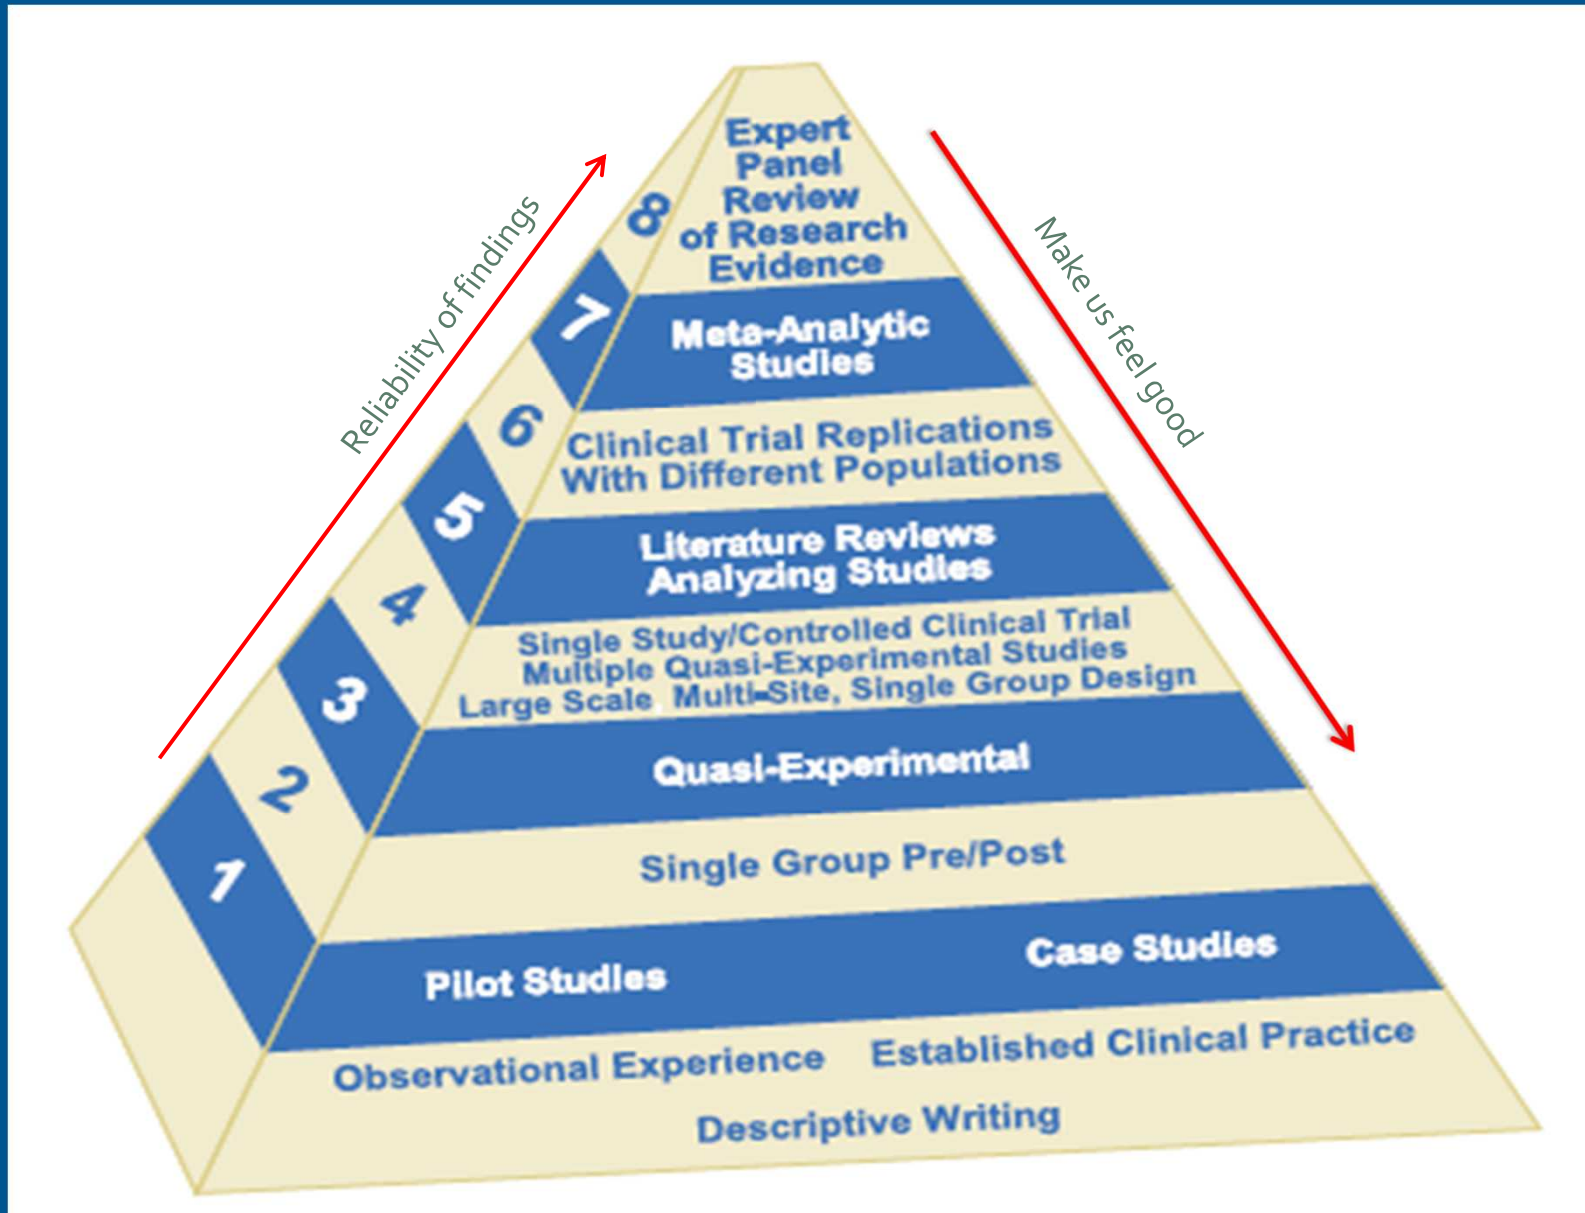 Reliability of findings
Make us feel good
8
Expert
Panel
Review
of Research
Evidence
7
Meta-Analytic
Studies
6
Clinical Trial Replications
With Different Populations
5
Literature Reviews
Analyzing Studies
4
Single Study/Controlled Clinical Trial
Multiple Quasi-Experimental Studies
Large Scale, Multi-Site, Single Group Design
3
Quasi-Experimental
2
Single Group Pre/Post
1
Pilot Studies
Case Studies
Observational Experience
Established Clinical Practice
Descriptive Writing